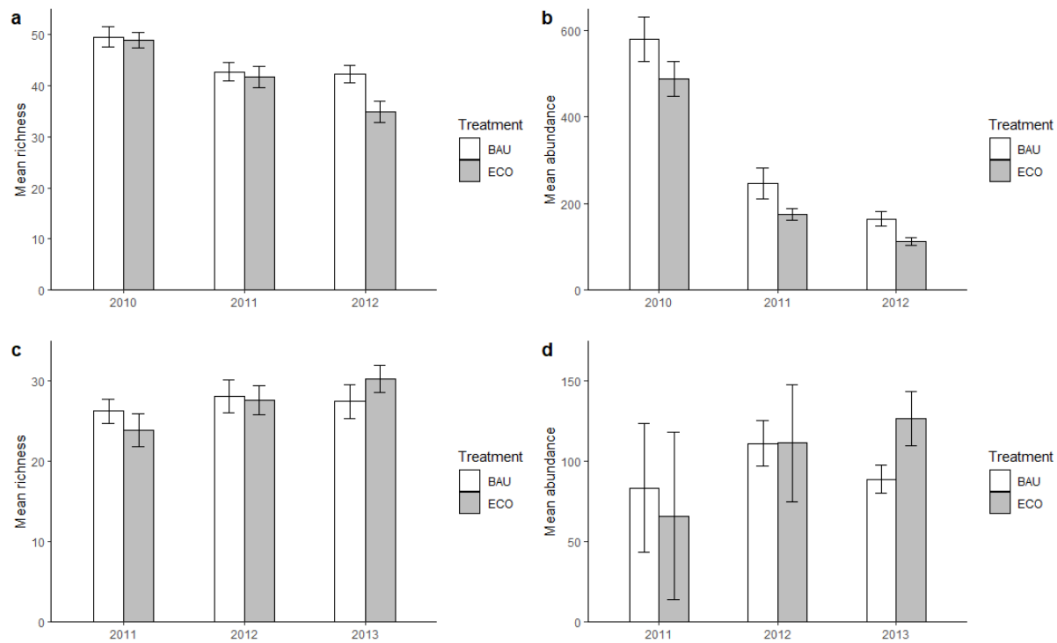 a
Mean richness
50
40
30
20
10
0
2010
2011
2012
Treatment
BAU
ECO
b
Mean abundance
600
400
200
0
2010
2011
2012
Treatment
BAU
ECO
c
Mean richness
30
20
10
0
2011
2012
2013
Treatment
BAU
ECO
d
Mean abundance
150
100
50
0
2011
2012
2013
Treatment
BAU
ECO